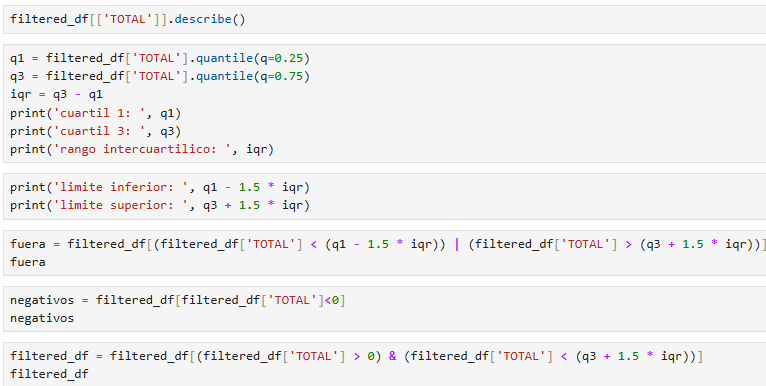 filtered_df[['TOTAL']].describe()
q1 = filtered_df['TOTAL'].quantile(q=0.25)
q3 = filtered_df['TOTAL'].quantile(q=0.75)
iqr = q3 - q1
print('cuartil 1: ', q1)
print('cuartil 3: ', q3)
print('rango intercuartilico: ', iqr)
print('limite inferior: ', q1 - 1.5 * iqr)
print('limite superior: ', q3 + 1.5 * iqr)
fuera = filtered_df[(filtered_df['TOTAL'] < (q1 - 1.5 * iqr)) | (filtered_df['TOTAL'] > (q3 + 1.5 * iqr))]
fuera
negativos = filtered_df[filtered_df['TOTAL']<0]
negativos
filtered_df = filtered_df[(filtered_df['TOTAL'] > 0) & (filtered_df['TOTAL'] < (q3 + 1.5 * iqr))]
filtered_df